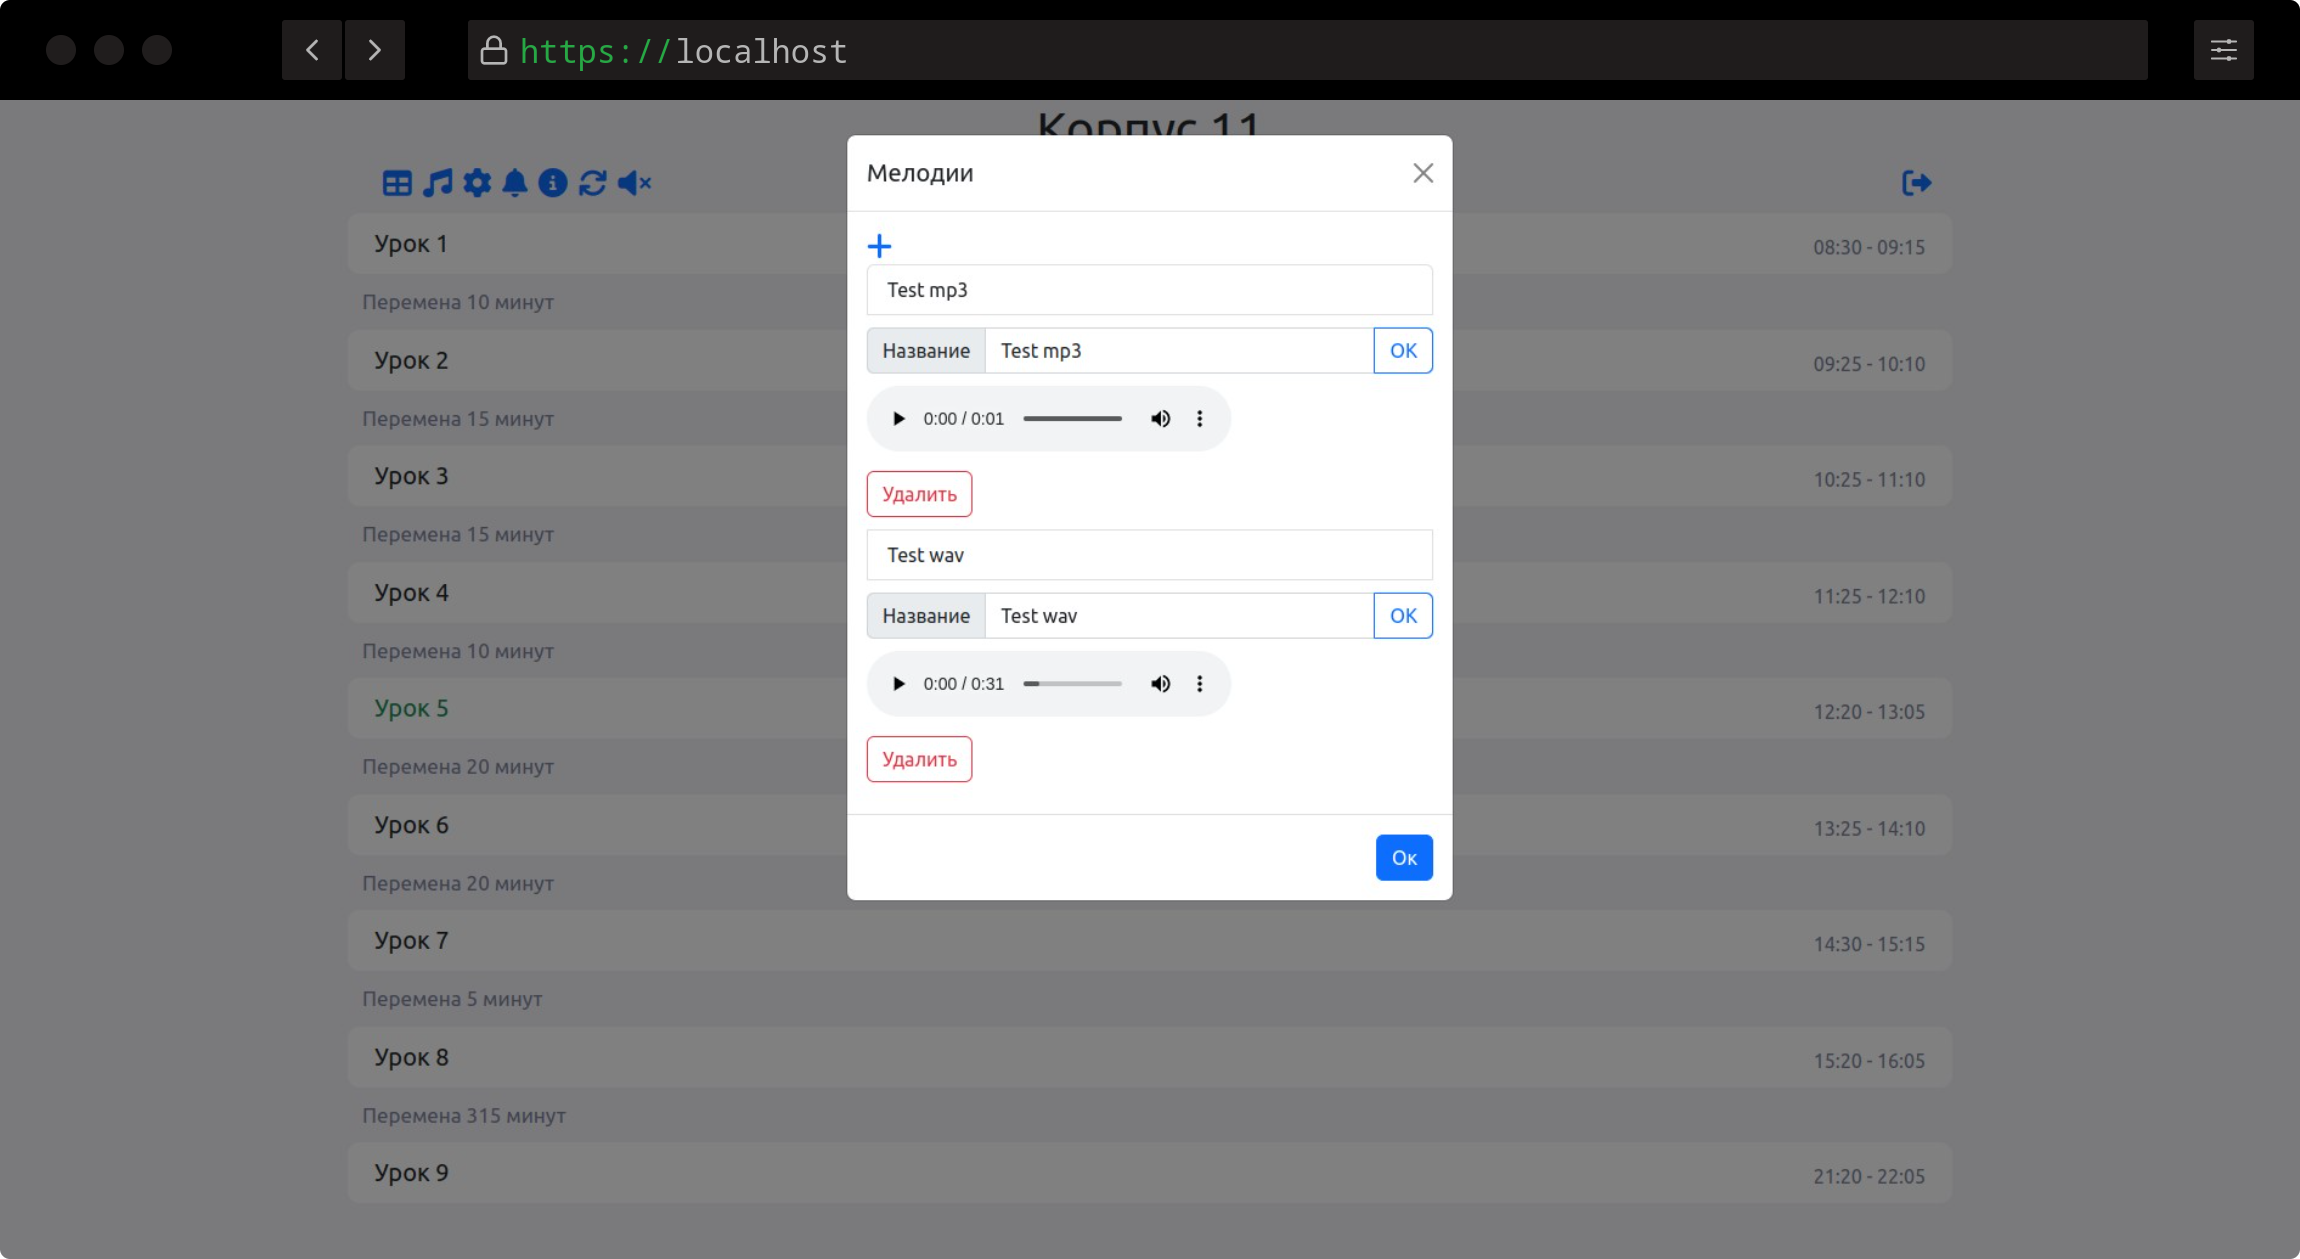 https://localhost
Корпус 11
Мелодии
Test mp3
Название Test mp3 OK
0:00 / 0:01
Удалить
Test wav
Название Test wav OK
0:00 / 0:31
Удалить
Ок
Урок 1 08:30 - 09:15
Перемена 10 минут
Урок 2 09:25 - 10:10
Перемена 15 минут
Урок 3 10:25 - 11:10
Перемена 15 минут
Урок 4 11:25 - 12:10
Перемена 10 минут
Урок 5 12:20 - 13:05
Перемена 20 минут
Урок 6 13:25 - 14:10
Перемена 20 минут
Урок 7 14:30 - 15:15
Перемена 5 минут
Урок 8 15:20 - 16:05
Перемена 315 минут
Урок 9 21:20 - 22:05